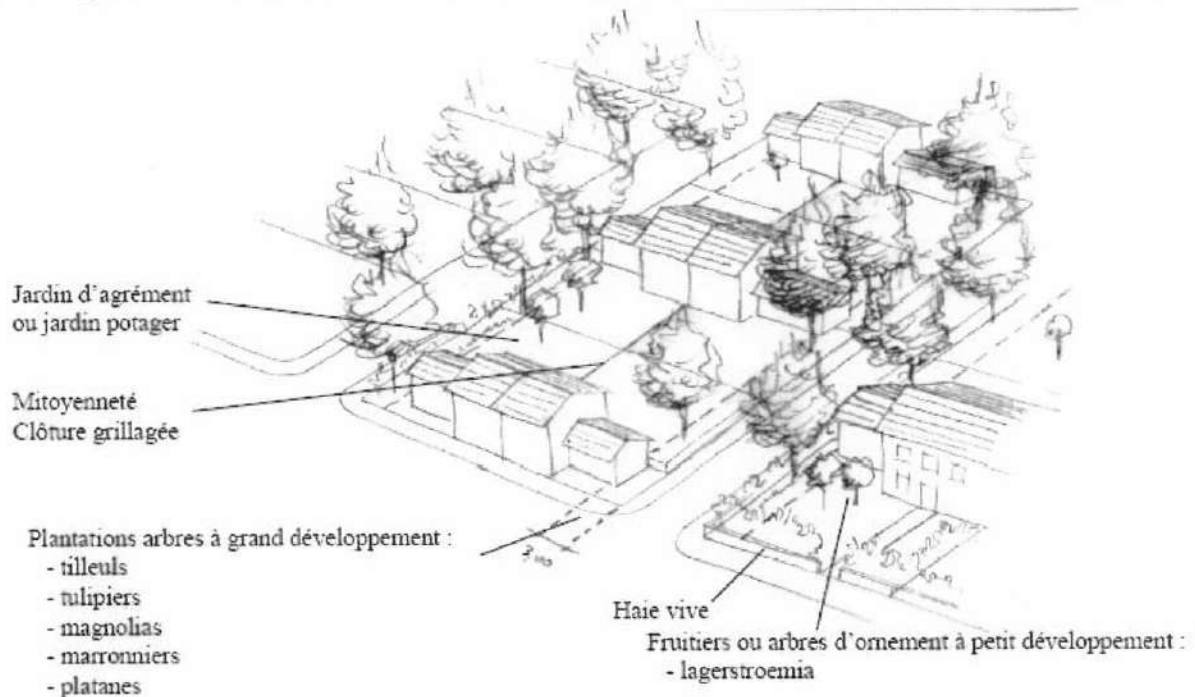 Jardin d'agrément
ou jardin potager
Mitoyenneté
Clôture grillagée
Plantations arbres à grand développement :
- tilleuls
- tulipiers
- magnolias
- marronniers
- platanes
Haie vive
Fruitiers ou arbres d'ornement à petit développement :
- lagerstroemia